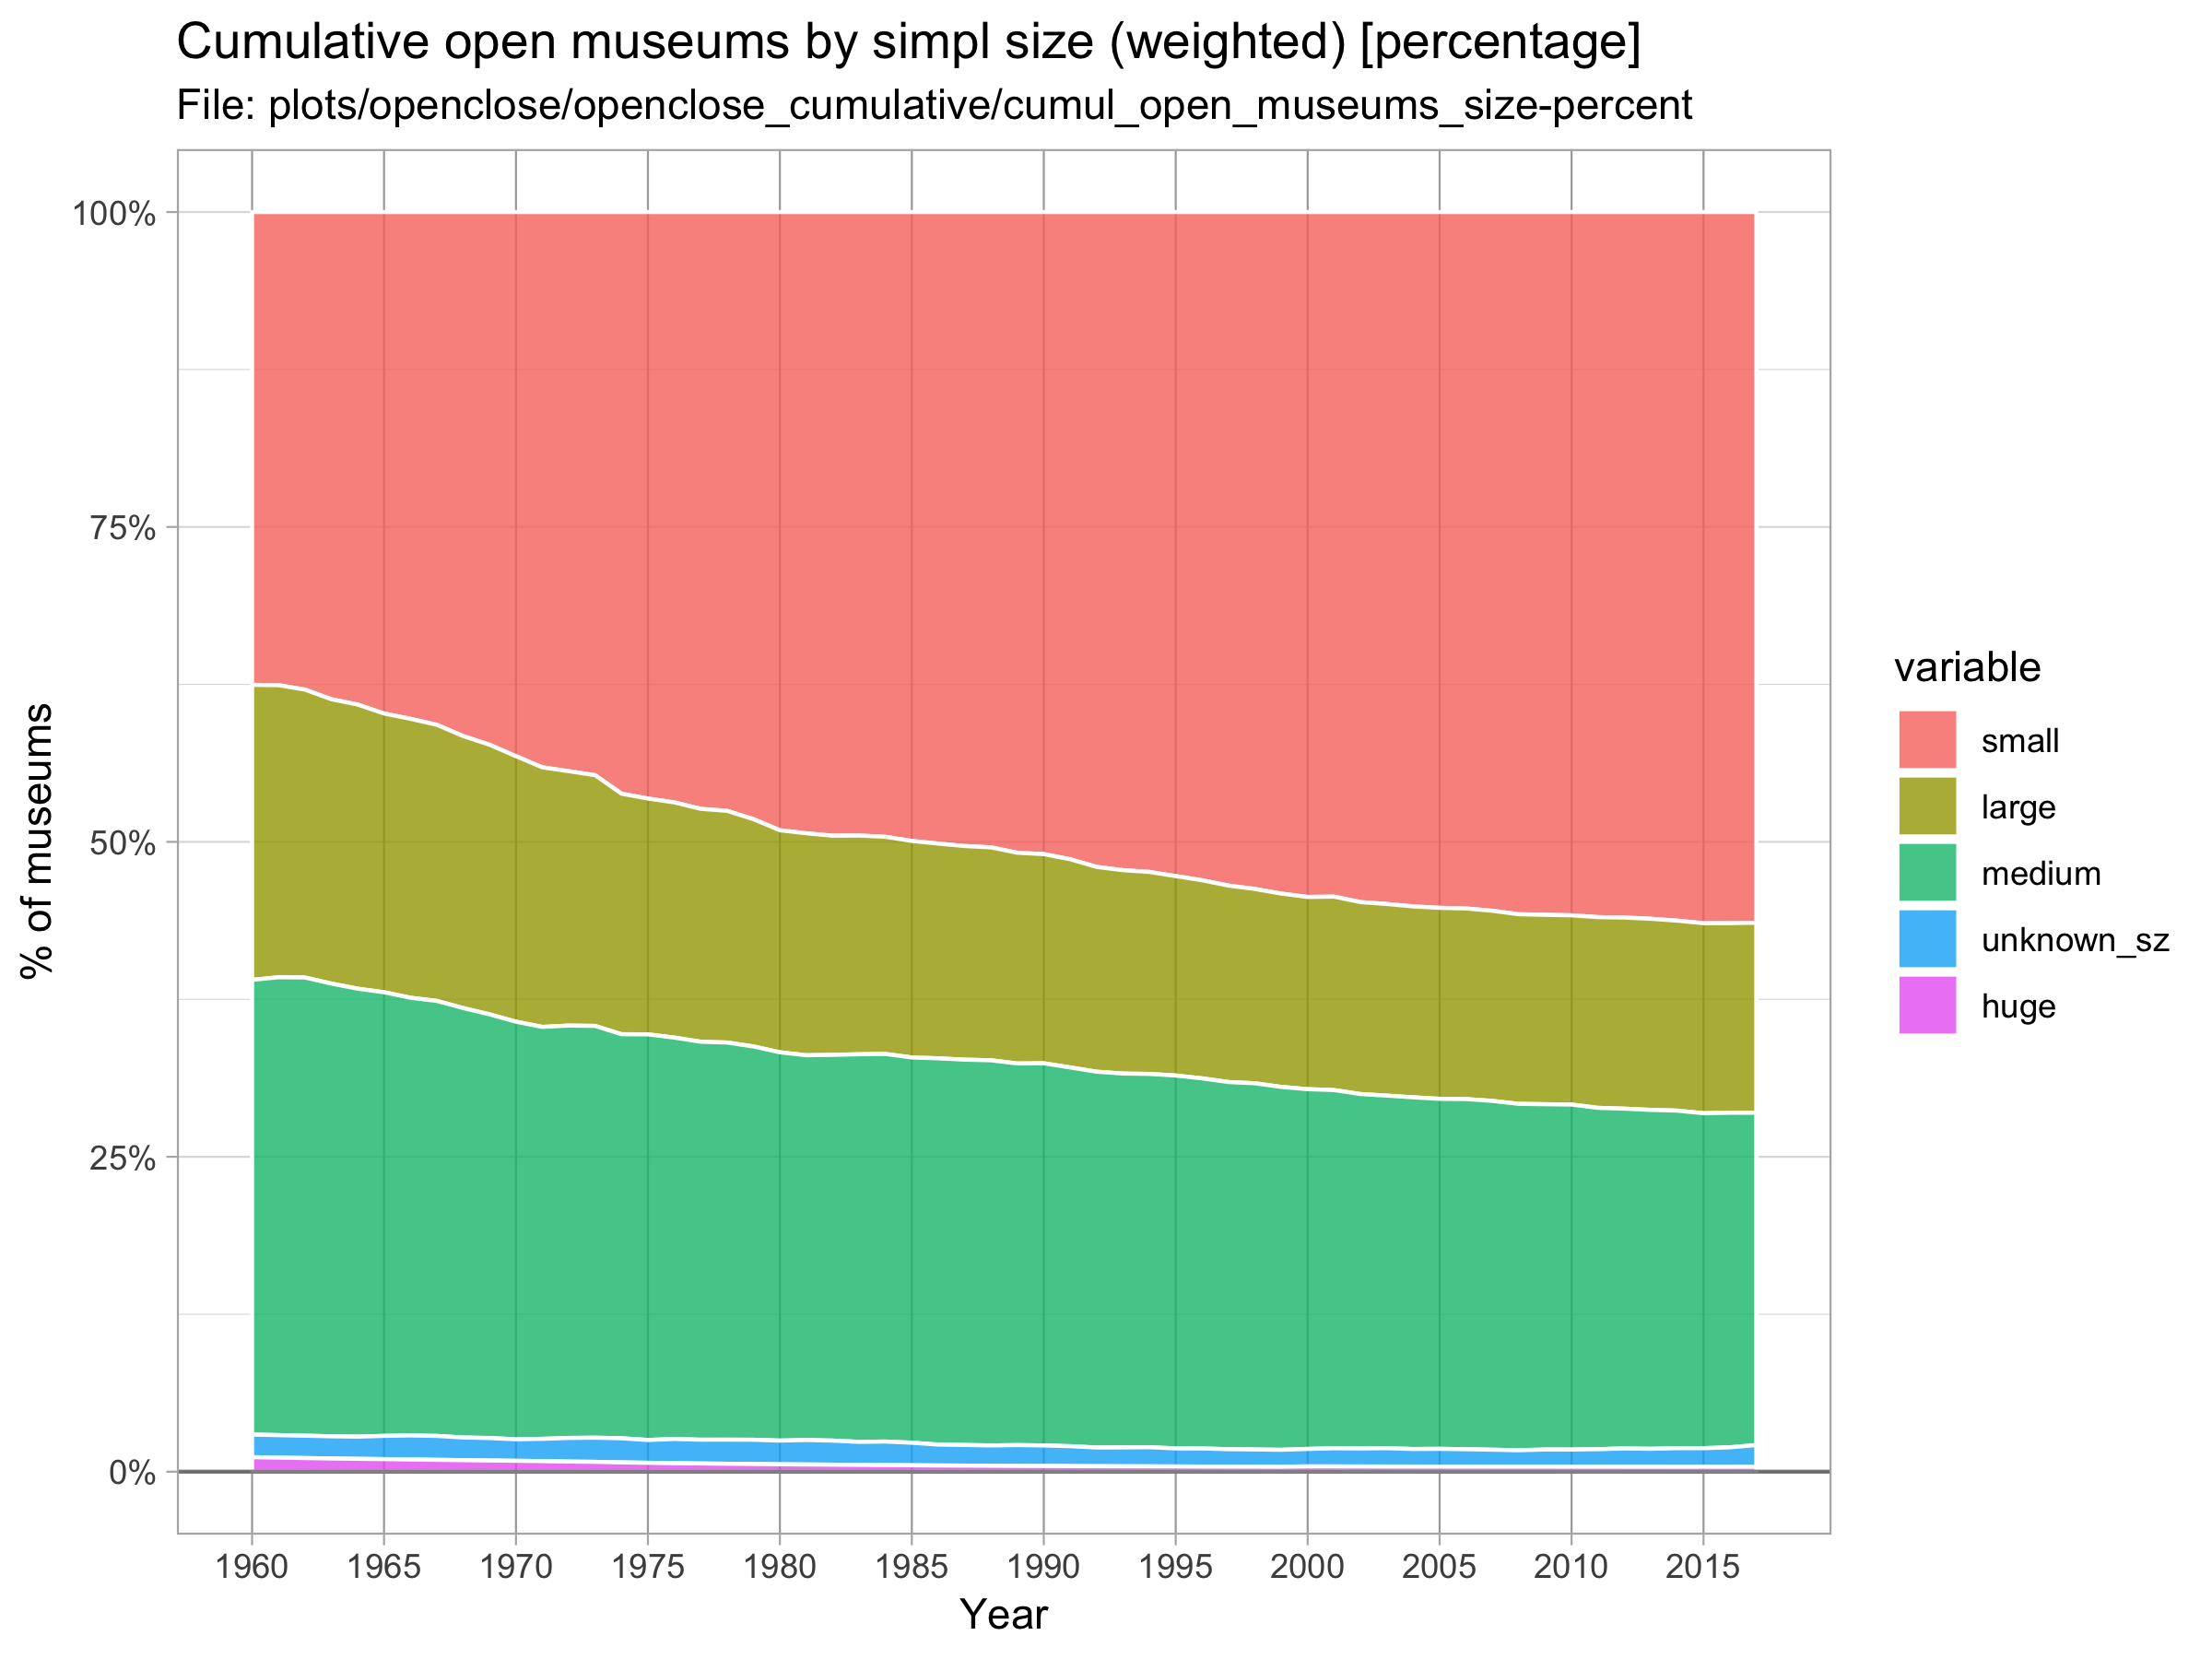 Cumulative open museums by simpl size (weighted) [percentage]
File: plots/openclose/openclose_cumulative/cumul_open_museums_size-percent
100%
75%
50%
25%
0%
% of museums
1960 1965 1970 1975 1980 1985 1990 1995 2000 2005 2010 2015
Year
variable
small
large
medium
unknown_sz
huge